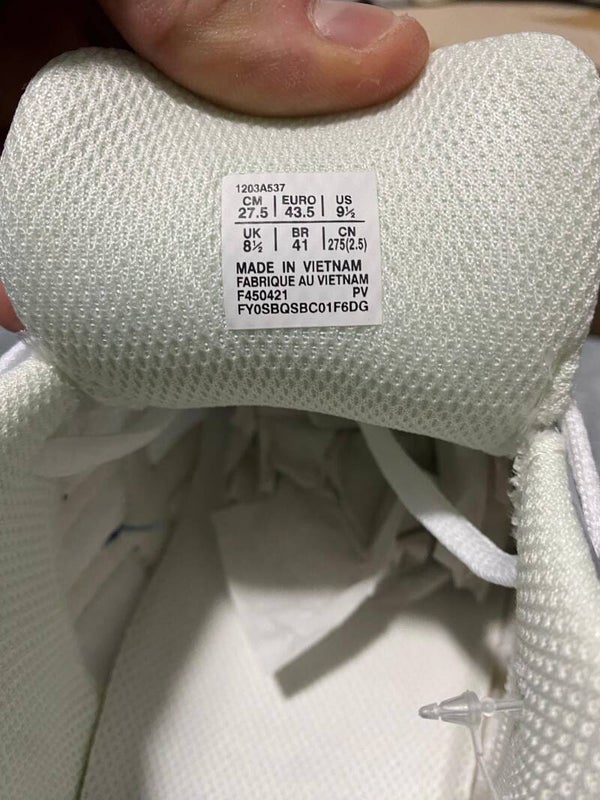 1203A537
CM | EURO | US
27.5 | 43.5 | 9½
UK | BR | CN
8½ | 41 | 275(2.5)
MADE IN VIETNAM
FABRIQUE AU VIETNAM
F450421 PV
FY0SBQSBC01F6DG